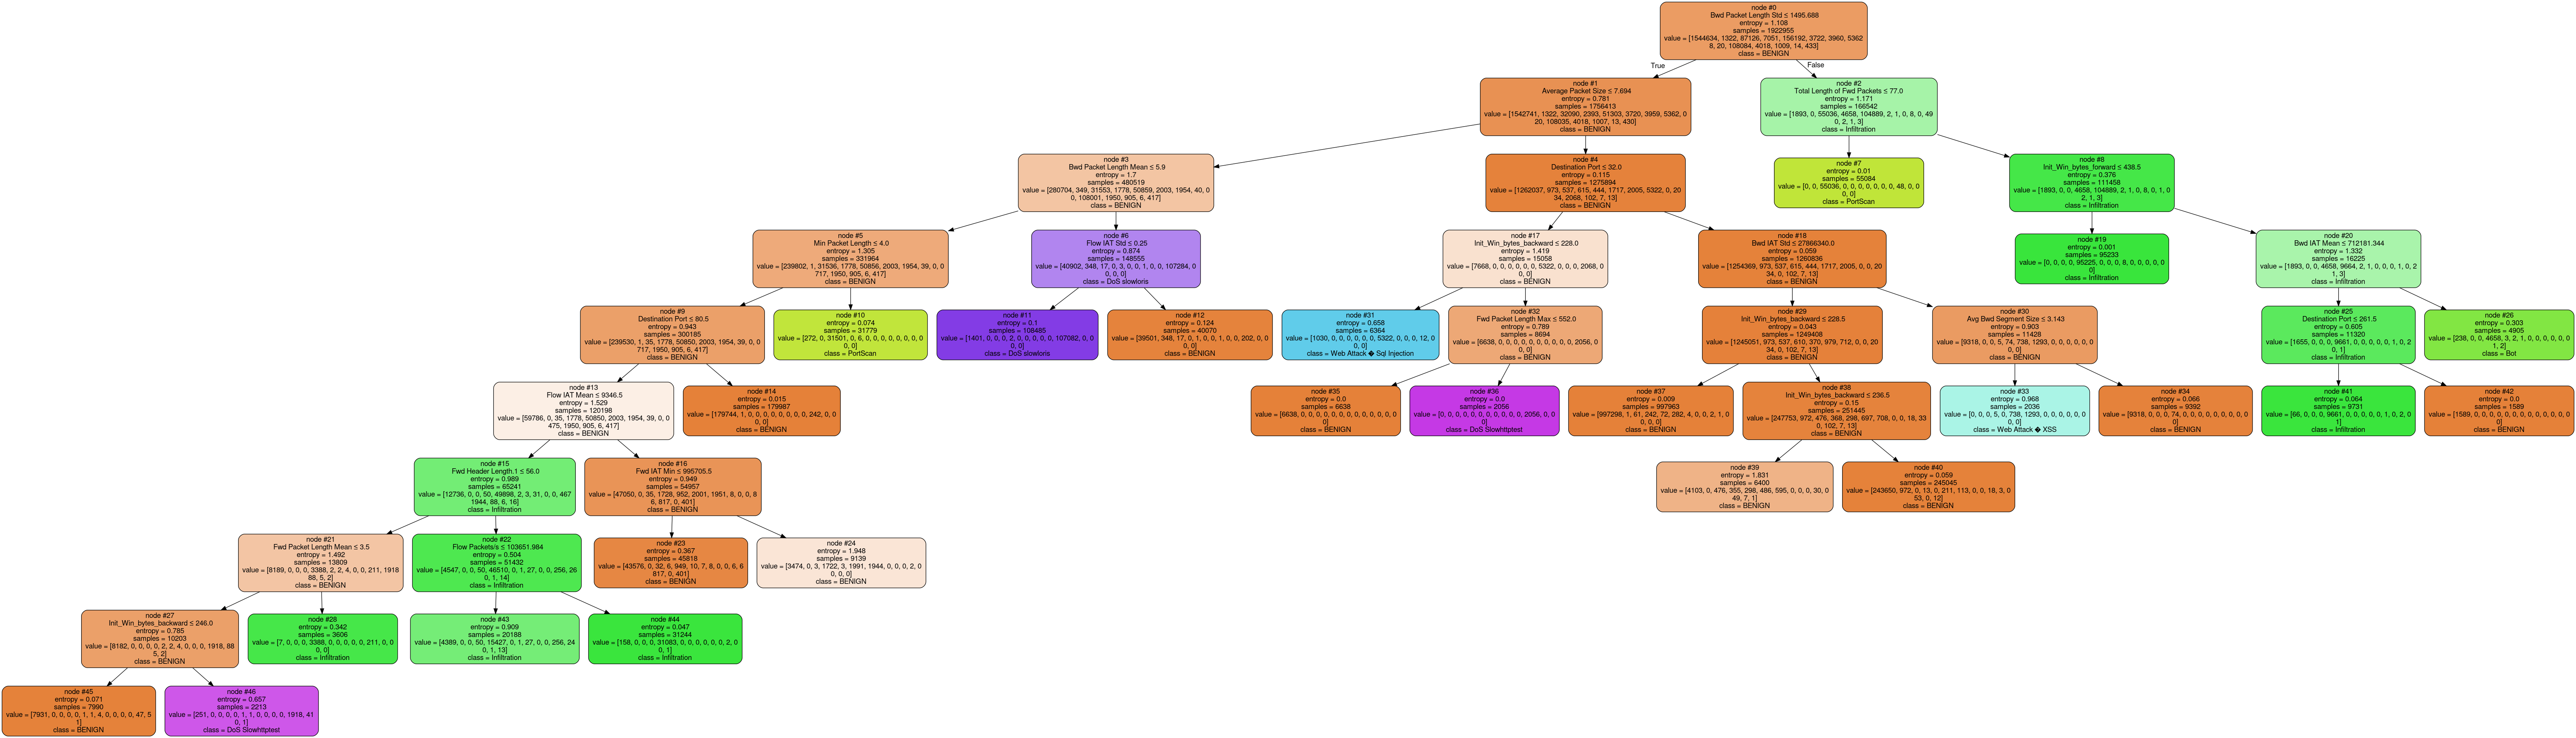 node #0
Bwd Packet Length Std ≤ 1495.688
entropy = 1.108
samples = 1922955
value = [1544634, 1322, 87126, 7051, 156192, 3722, 3960, 5362
8, 20, 108084, 4018, 1009, 14, 433]
class = BENIGN
True
False
node #1
Average Packet Size ≤ 7.694
entropy = 0.781
samples = 1756413
value = [1542741, 1322, 32090, 2393, 51303, 3720, 3959, 5362, 0
20, 108035, 4018, 1007, 13, 430]
class = BENIGN
node #2
Total Length of Fwd Packets ≤ 77.0
entropy = 1.171
samples = 166542
value = [1893, 0, 55036, 4658, 104889, 2, 1, 0, 8, 0, 49
0, 2, 1, 3]
class = Infiltration
node #3
Bwd Packet Length Mean ≤ 5.9
entropy = 1.7
samples = 480519
value = [280704, 349, 31553, 1778, 50859, 2003, 1954, 40, 0
0, 108001, 1950, 905, 6, 417]
class = BENIGN
node #4
Destination Port ≤ 32.0
entropy = 0.115
samples = 1275894
value = [1262037, 973, 537, 615, 444, 1717, 2005, 5322, 0, 20
34, 2068, 102, 7, 13]
class = BENIGN
node #7
entropy = 0.01
samples = 55084
value = [0, 0, 55036, 0, 0, 0, 0, 0, 0, 0, 48, 0, 0
0, 0]
class = PortScan
node #8
Init_Win_bytes_forward ≤ 438.5
entropy = 0.376
samples = 111458
value = [1893, 0, 0, 4658, 104889, 2, 1, 0, 8, 0, 1, 0
2, 1, 3]
class = Infiltration
node #5
Min Packet Length ≤ 4.0
entropy = 1.305
samples = 331964
value = [239802, 1, 31536, 1778, 50856, 2003, 1954, 39, 0, 0
717, 1950, 905, 6, 417]
class = BENIGN
node #6
Flow IAT Std ≤ 0.25
entropy = 0.874
samples = 148555
value = [40902, 348, 17, 0, 3, 0, 0, 1, 0, 0, 107284, 0
0, 0, 0]
class = DoS slowloris
node #17
Init_Win_bytes_backward ≤ 228.0
entropy = 1.419
samples = 15058
value = [7668, 0, 0, 0, 0, 0, 0, 5322, 0, 0, 0, 2068, 0
0, 0]
class = BENIGN
node #18
Bwd IAT Std ≤ 27866340.0
entropy = 0.059
samples = 1260836
value = [1254369, 973, 537, 615, 444, 1717, 2005, 0, 0, 20
34, 0, 102, 7, 13]
class = BENIGN
node #19
entropy = 0.001
samples = 95233
value = [0, 0, 0, 0, 95225, 0, 0, 0, 8, 0, 0, 0, 0, 0
0]
class = Infiltration
node #20
Bwd IAT Mean ≤ 712181.344
entropy = 1.332
samples = 16225
value = [1893, 0, 0, 4658, 9664, 2, 1, 0, 0, 0, 1, 0, 2
1, 3]
class = Infiltration
node #9
Destination Port ≤ 80.5
entropy = 0.943
samples = 300185
value = [239530, 1, 35, 1778, 50850, 2003, 1954, 39, 0, 0
717, 1950, 905, 6, 417]
class = BENIGN
node #10
entropy = 0.074
samples = 31779
value = [272, 0, 31501, 0, 6, 0, 0, 0, 0, 0, 0, 0, 0
0, 0]
class = PortScan
node #11
entropy = 0.1
samples = 108485
value = [1401, 0, 0, 0, 2, 0, 0, 0, 0, 0, 107082, 0, 0
0, 0]
class = DoS slowloris
node #12
entropy = 0.124
samples = 40070
value = [39501, 348, 17, 0, 1, 0, 0, 1, 0, 0, 202, 0, 0
0, 0]
class = BENIGN
node #31
entropy = 0.658
samples = 6364
value = [1030, 0, 0, 0, 0, 0, 0, 5322, 0, 0, 0, 12, 0
0, 0]
class = Web Attack � Sql Injection
node #32
Fwd Packet Length Max ≤ 552.0
entropy = 0.789
samples = 8694
value = [6638, 0, 0, 0, 0, 0, 0, 0, 0, 0, 0, 2056, 0
0, 0]
class = BENIGN
node #29
Init_Win_bytes_backward ≤ 228.5
entropy = 0.043
samples = 1249408
value = [1245051, 973, 537, 610, 370, 979, 712, 0, 0, 20
34, 0, 102, 7, 13]
class = BENIGN
node #30
Avg Bwd Segment Size ≤ 3.143
entropy = 0.903
samples = 11428
value = [9318, 0, 0, 5, 74, 738, 1293, 0, 0, 0, 0, 0, 0
0, 0]
class = BENIGN
node #25
Destination Port ≤ 261.5
entropy = 0.605
samples = 11320
value = [1655, 0, 0, 0, 9661, 0, 0, 0, 0, 0, 1, 0, 2
0, 1]
class = Infiltration
node #26
entropy = 0.303
samples = 4905
value = [238, 0, 0, 4658, 3, 2, 1, 0, 0, 0, 0, 0, 0
1, 2]
class = Bot
node #13
Flow IAT Mean ≤ 9346.5
entropy = 1.529
samples = 120198
value = [59786, 0, 35, 1778, 50850, 2003, 1954, 39, 0, 0
475, 1950, 905, 6, 417]
class = BENIGN
node #14
entropy = 0.015
samples = 179987
value = [179744, 1, 0, 0, 0, 0, 0, 0, 0, 0, 242, 0, 0
0, 0]
class = BENIGN
node #35
entropy = 0.0
samples = 6638
value = [6638, 0, 0, 0, 0, 0, 0, 0, 0, 0, 0, 0, 0, 0
0]
class = BENIGN
node #36
entropy = 0.0
samples = 2056
value = [0, 0, 0, 0, 0, 0, 0, 0, 0, 0, 0, 2056, 0, 0
0]
class = DoS Slowhttptest
node #37
entropy = 0.009
samples = 997963
value = [997298, 1, 61, 242, 72, 282, 4, 0, 0, 2, 1, 0
0, 0, 0]
class = BENIGN
node #38
Init_Win_bytes_backward ≤ 236.5
entropy = 0.15
samples = 251445
value = [247753, 972, 476, 368, 298, 697, 708, 0, 0, 18, 33
0, 102, 7, 13]
class = BENIGN
node #33
entropy = 0.968
samples = 2036
value = [0, 0, 0, 5, 0, 738, 1293, 0, 0, 0, 0, 0, 0
0, 0]
class = Web Attack � XSS
node #34
entropy = 0.066
samples = 9392
value = [9318, 0, 0, 0, 74, 0, 0, 0, 0, 0, 0, 0, 0, 0
0]
class = BENIGN
node #41
entropy = 0.064
samples = 9731
value = [66, 0, 0, 0, 9661, 0, 0, 0, 0, 0, 1, 0, 2, 0
1]
class = Infiltration
node #42
entropy = 0.0
samples = 1589
value = [1589, 0, 0, 0, 0, 0, 0, 0, 0, 0, 0, 0, 0, 0
0]
class = BENIGN
node #15
Fwd Header Length.1 ≤ 56.0
entropy = 0.989
samples = 65241
value = [12736, 0, 0, 50, 49898, 2, 3, 31, 0, 0, 467
1944, 88, 6, 16]
class = Infiltration
node #16
Fwd IAT Min ≤ 995705.5
entropy = 0.949
samples = 54957
value = [47050, 0, 35, 1728, 952, 2001, 1951, 8, 0, 0, 8
6, 817, 0, 401]
class = BENIGN
node #39
entropy = 1.831
samples = 6400
value = [4103, 0, 476, 355, 298, 486, 595, 0, 0, 0, 30, 0
49, 7, 1]
class = BENIGN
node #40
entropy = 0.059
samples = 245045
value = [243650, 972, 0, 13, 0, 211, 113, 0, 0, 18, 3, 0
53, 0, 12]
class = BENIGN
node #21
Fwd Packet Length Mean ≤ 3.5
entropy = 1.492
samples = 13809
value = [8189, 0, 0, 0, 3388, 2, 2, 4, 0, 0, 211, 1918
88, 5, 2]
class = BENIGN
node #22
Flow Packets/s ≤ 103651.984
entropy = 0.504
samples = 51432
value = [4547, 0, 0, 50, 46510, 0, 1, 27, 0, 0, 256, 26
0, 1, 14]
class = Infiltration
node #23
entropy = 0.367
samples = 45818
value = [43576, 0, 32, 6, 949, 10, 7, 8, 0, 0, 6, 6
817, 0, 401]
class = BENIGN
node #24
entropy = 1.948
samples = 9139
value = [3474, 0, 3, 1722, 3, 1991, 1944, 0, 0, 0, 2, 0
0, 0, 0]
class = BENIGN
node #27
Init_Win_bytes_backward ≤ 246.0
entropy = 0.785
samples = 10203
value = [8182, 0, 0, 0, 0, 2, 2, 4, 0, 0, 0, 1918, 88
5, 2]
class = BENIGN
node #28
entropy = 0.342
samples = 3606
value = [7, 0, 0, 0, 3388, 0, 0, 0, 0, 0, 211, 0, 0
0, 0]
class = Infiltration
node #43
entropy = 0.909
samples = 20188
value = [4389, 0, 0, 50, 15427, 0, 1, 27, 0, 0, 256, 24
0, 1, 13]
class = Infiltration
node #44
entropy = 0.047
samples = 31244
value = [158, 0, 0, 0, 31083, 0, 0, 0, 0, 0, 0, 2, 0
0, 1]
class = Infiltration
node #45
entropy = 0.071
samples = 7990
value = [7931, 0, 0, 0, 0, 1, 1, 4, 0, 0, 0, 0, 47, 5
1]
class = BENIGN
node #46
entropy = 0.657
samples = 2213
value = [251, 0, 0, 0, 0, 1, 1, 0, 0, 0, 0, 1918, 41
0, 1]
class = DoS Slowhttptest